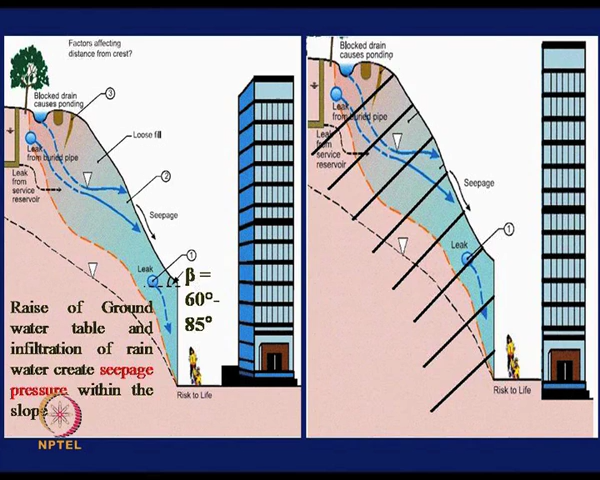 Factors affecting
distance from crest?
Blocked drain
causes ponding
3
Loose fill
Leak
from buried pipe
Leak
from
service
reservoir
2
Seepage
1
Leak
β =
60°-
85°
Raise of Ground
water table and
infiltration of rain
water create seepage
pressure within the
slope
Risk to Life
NPTEL
Blocked drain
causes ponding
Leak
from buried pipe
Leak
from
service
reservoir
Seepage
1
Leak
Risk to Life